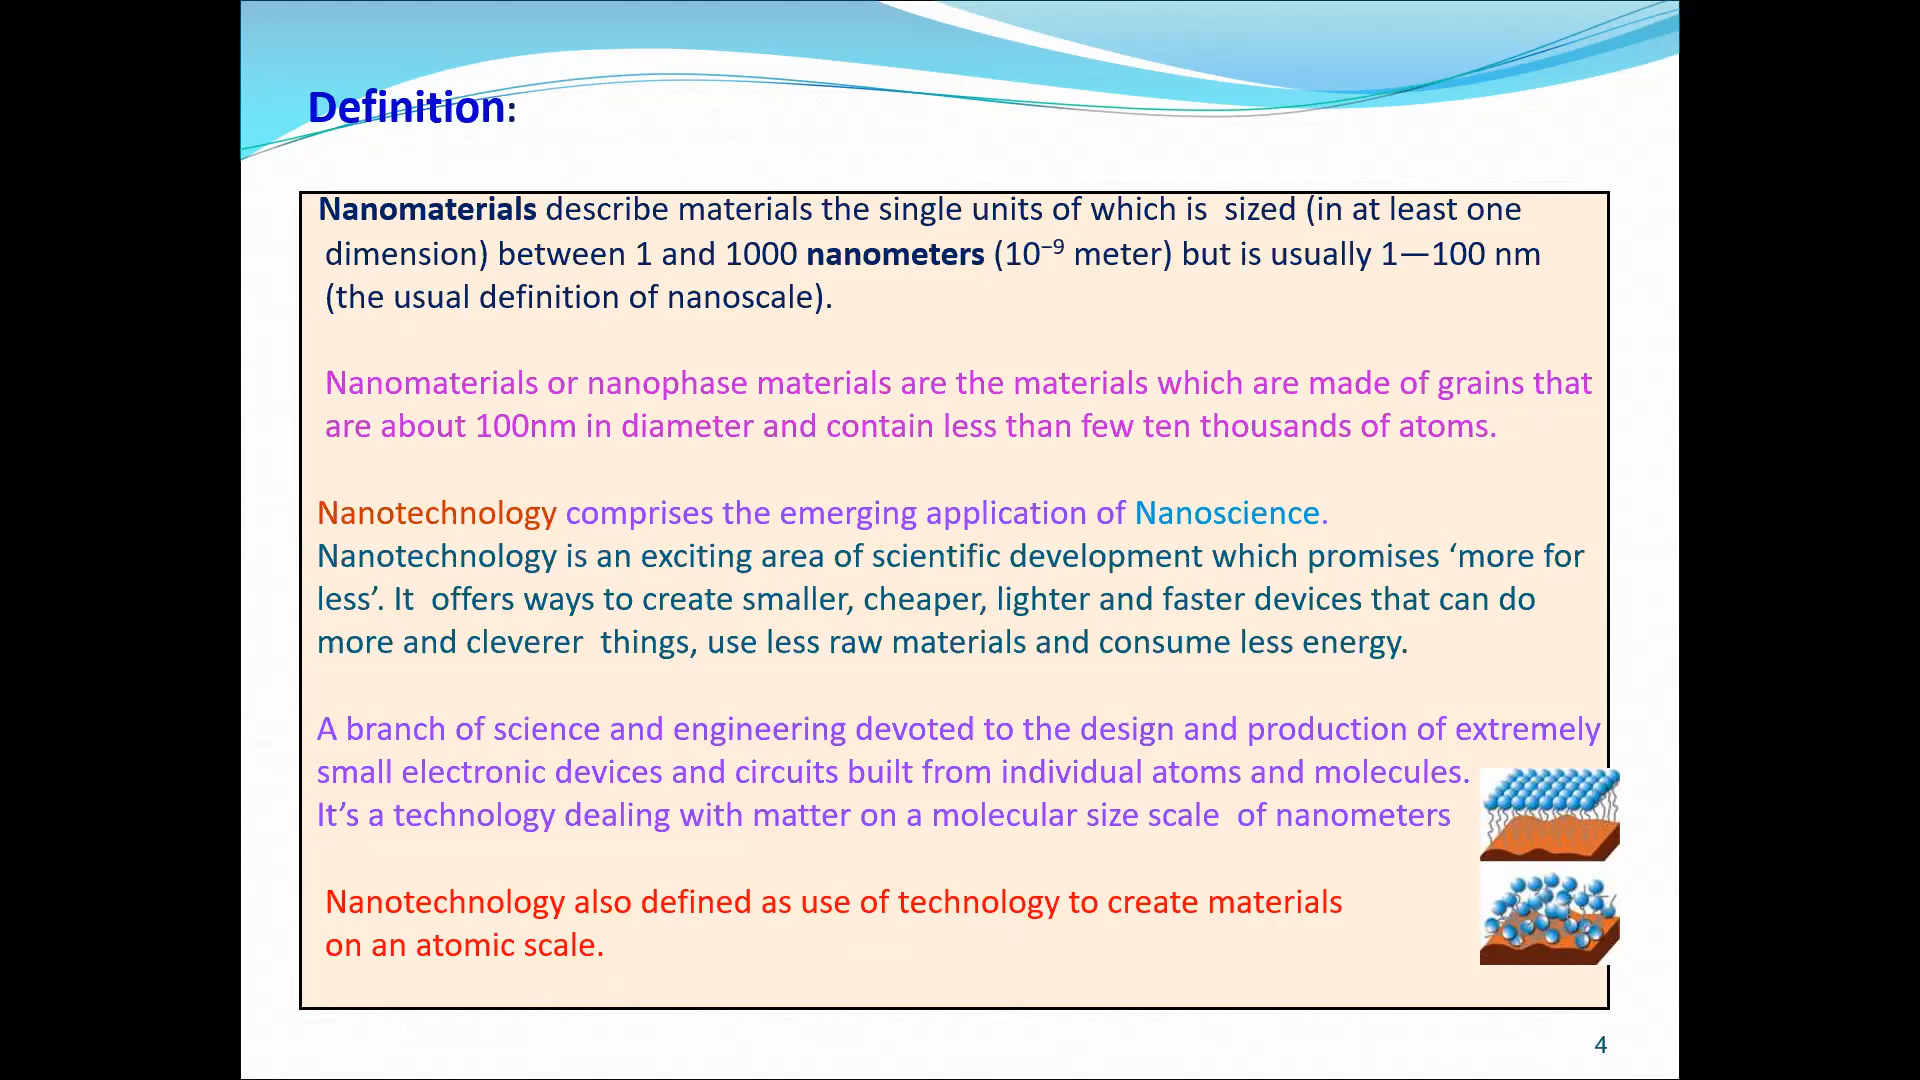 Definition:
Nanomaterials describe materials the single units of which is  sized (in at least one
dimension) between 1 and 1000 nanometers (10⁻⁹ meter) but is usually 1—100 nm
(the usual definition of nanoscale).
Nanomaterials or nanophase materials are the materials which are made of grains that
are about 100nm in diameter and contain less than few ten thousands of atoms.
Nanotechnology comprises the emerging application of Nanoscience.
Nanotechnology is an exciting area of scientific development which promises ‘more for
less’. It  offers ways to create smaller, cheaper, lighter and faster devices that can do
more and cleverer  things, use less raw materials and consume less energy.
A branch of science and engineering devoted to the design and production of extremely
small electronic devices and circuits built from individual atoms and molecules.
It’s a technology dealing with matter on a molecular size scale  of nanometers
Nanotechnology also defined as use of technology to create materials
on an atomic scale.
4